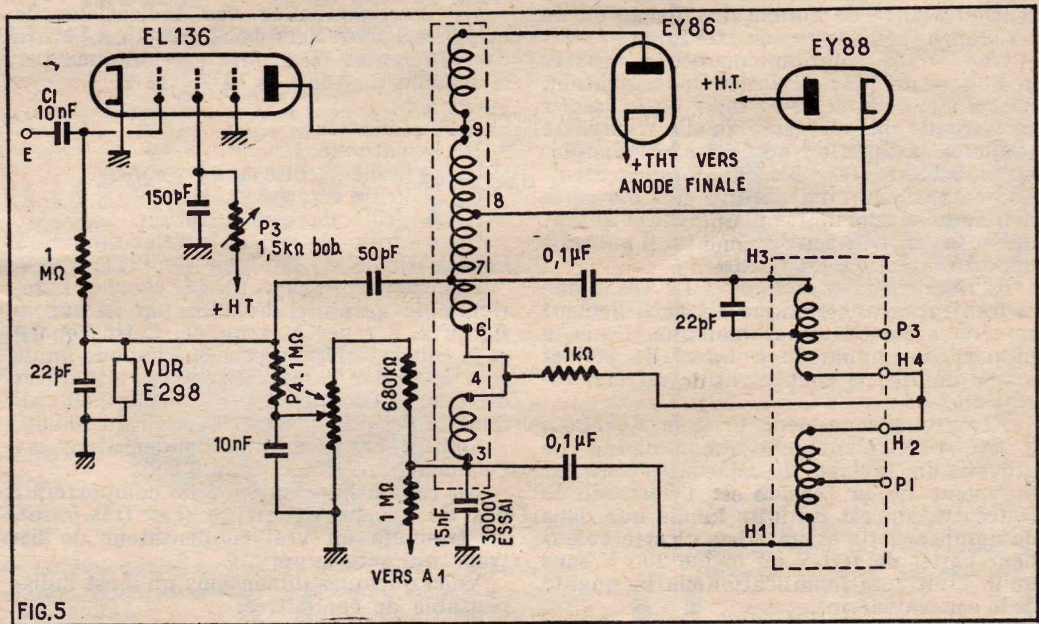 EL136
EY86
EY88
C1
10nF
E
+H.T.
9
+THT VERS
ANODE FINALE
8
150pF
P3
1,5kΩ bob.
1
MΩ
50pF
0,1µF
H3
7
+HT
22pF
6
P3
1kΩ
H4
22pF
VDR
E298
P4.1MΩ
680kΩ
4
H2
10nF
0,1µF
3
P1
1MΩ
15nF
3000V
ESSAI
H1
VERS A1
FIG.5